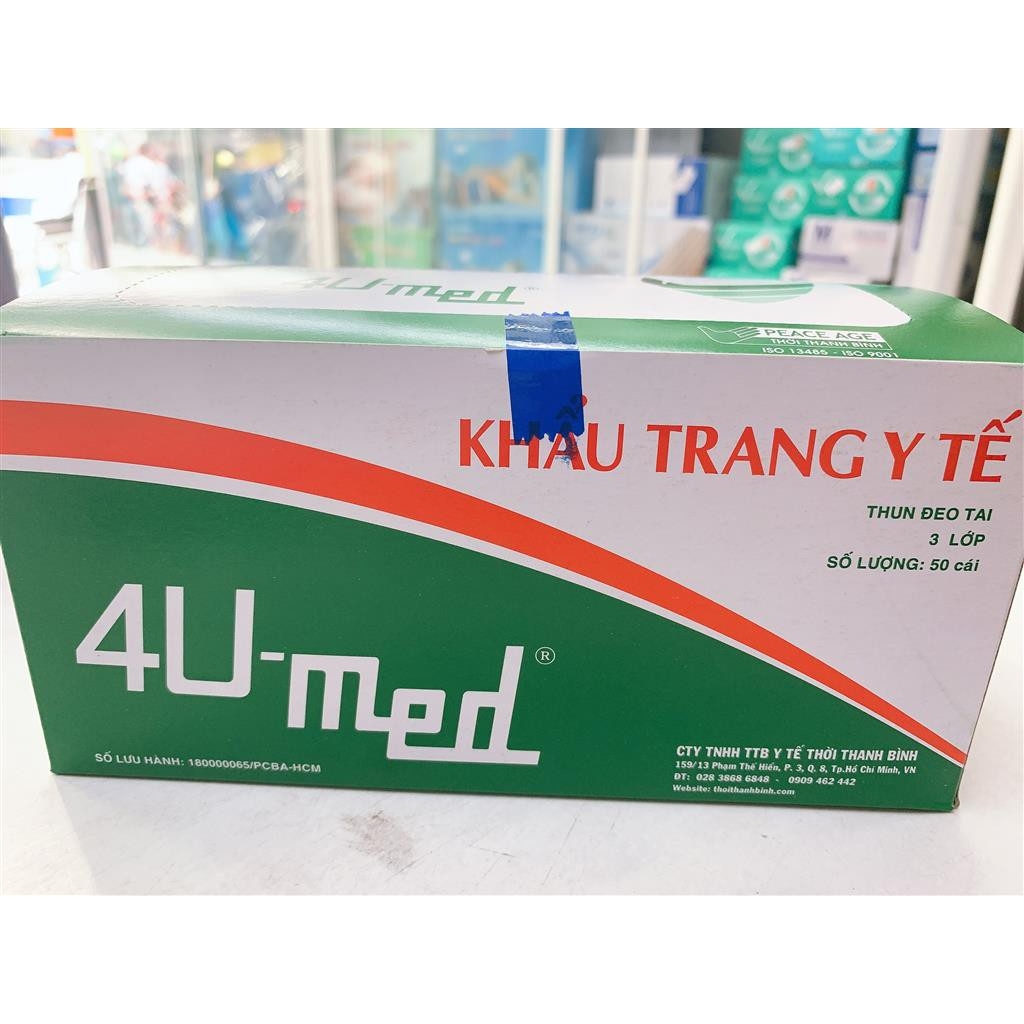 4U-med®
PEACE AGE
THỜI THANH BÌNH
ISO 13485 - ISO 9001
KHẨU TRANG Y TẾ
THUN ĐEO TAI
3 LỚP
SỐ LƯỢNG: 50 cái
4U-med®
SỐ LƯU HÀNH: 180000065/PCBA-HCM
CTY TNHH TTB Y TẾ THỜI THANH BÌNH
159/13 Phạm Thế Hiển, P. 3, Q. 8, Tp.Hồ Chí Minh, VN
ĐT: 028 3868 6848 - 0909 462 442
Website: thoithanhbinh.com